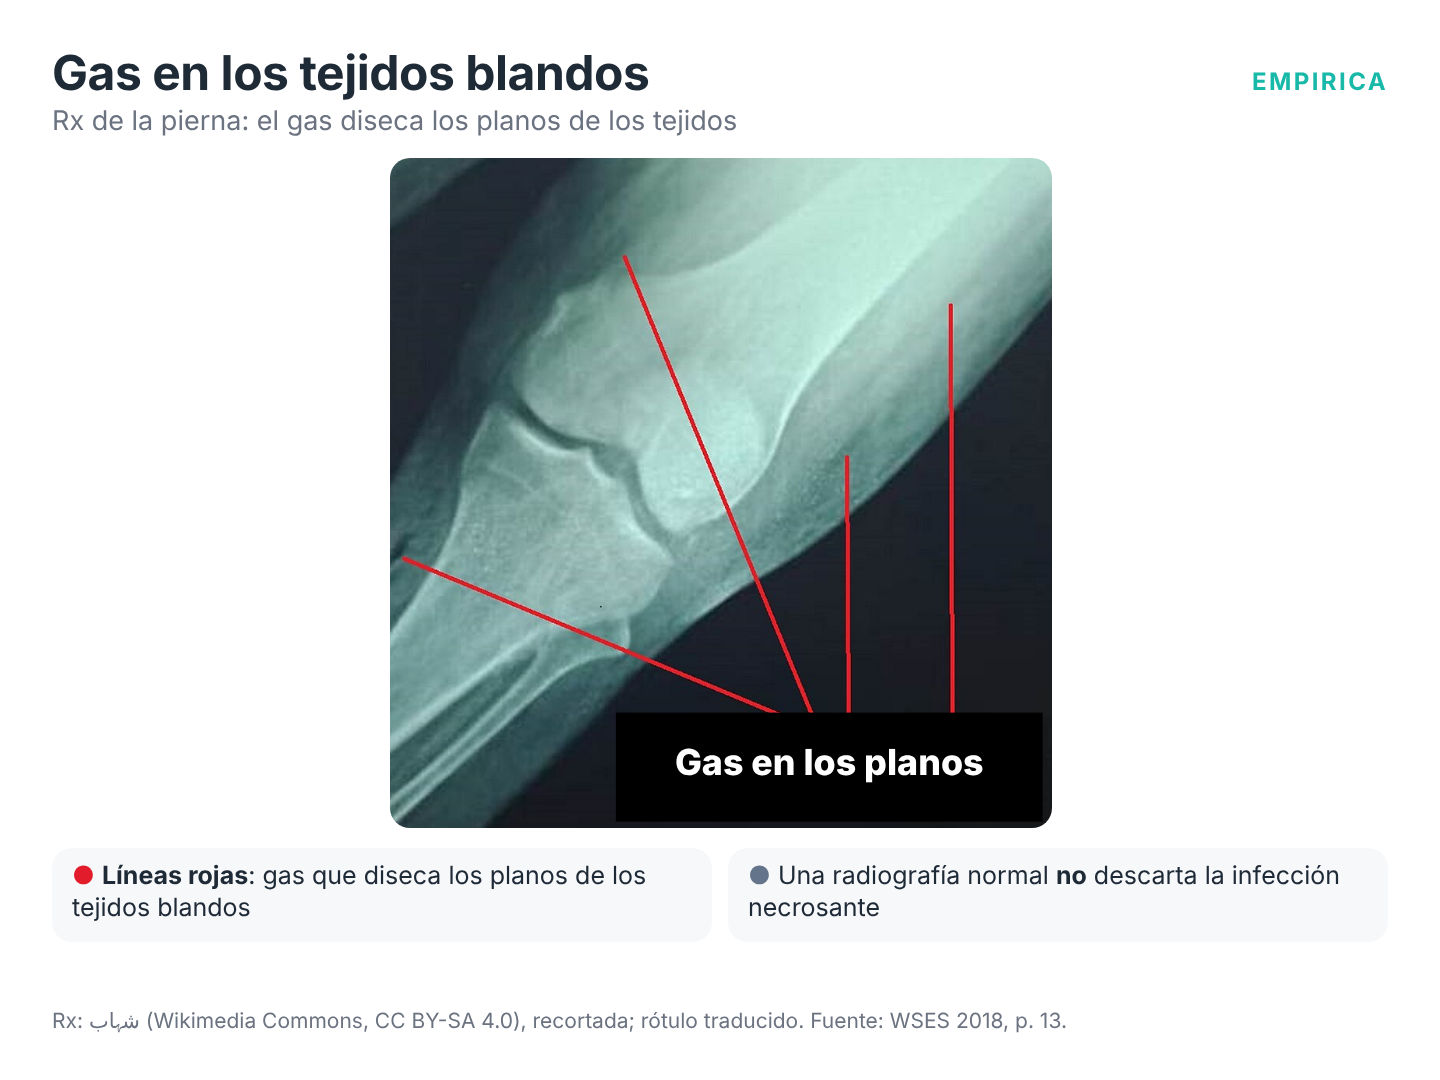 Gas en los tejidos blandos
EMPIRICA
Rx de la pierna: el gas diseca los planos de los tejidos
Gas en los planos
Líneas rojas: gas que diseca los planos de los
tejidos blandos
Una radiografía normal no descarta la infección
necrosante
Rx: شہاب (Wikimedia Commons, CC BY-SA 4.0), recortada; rótulo traducido. Fuente: WSES 2018, p. 13.